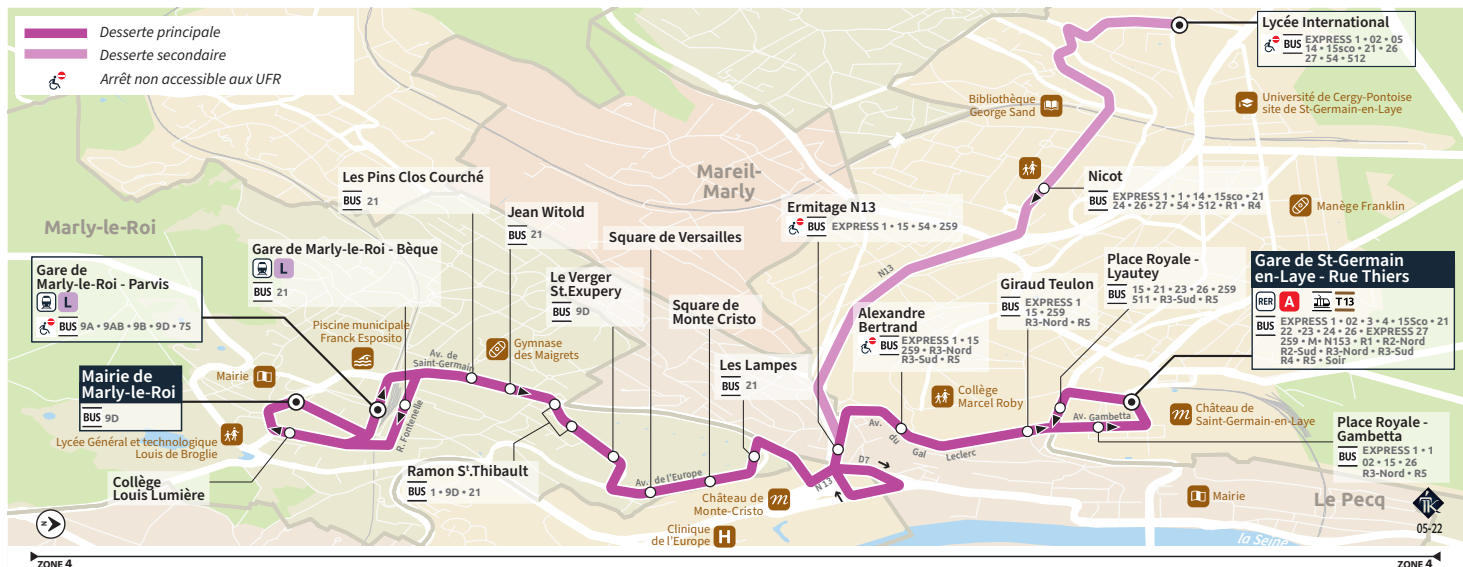 Desserte principale
Desserte secondaire
Arrêt non accessible aux UFR
Lycée International
BUS EXPRESS 1 • 02 • 05
14 • 15sco • 21 • 26
27 • 54 • 512
Bibliothèque
George Sand
Université de Cergy-Pontoise
site de St-Germain-en-Laye
Mareil-
Marly
Nicot
BUS EXPRESS 1 • 1 • 14 • 15sco • 21
24 • 26 • 27 • 54 • 512 • R1 • R4
Manège Franklin
Les Pins Clos Courché
BUS 21
Marly-le-Roi
Jean Witold
BUS 21
Square de Versailles
Ermitage N13
BUS EXPRESS 1 • 15 • 54 • 259
N13
Gare de Marly-le-Roi - Bèque
L
BUS 21
Gare de
Marly-le-Roi - Parvis
L
BUS 9A • 9AB • 9B • 9D • 75
Le Verger
St.Exupery
BUS 9D
Square de
Monte Cristo
Giraud Teulon
BUS EXPRESS 1
15 • 259
R3-Nord • R5
Place Royale -
Lyautey
BUS 15 • 21 • 23 • 26 • 259
511 • R3-Sud • R5
Gare de St-Germain
en-Laye - Rue Thiers
RER A T 13
BUS EXPRESS 1 • 02 • 3 • 4 • 15Sco • 21
22 •23 • 24 • 26 • EXPRESS 27
259 • M• N153 • R1 • R2-Nord
R2-Sud • R3-Nord • R3-Sud
R4 • R5 • Soir
Alexandre
Bertrand
BUS EXPRESS 1 • 15
259 • R3-Nord
R3-Sud • R5
Piscine municipale
Franck Esposito
Av. de
Saint-Germain
Gymnase
des Maigrets
Les Lampes
BUS 21
Mairie
Mairie de
Marly-le-Roi
BUS 9D
Collège
Marcel Roby
Av. Gambetta
Château de
Saint-Germain-en-Laye
R. Fontenelle
Av. du Gal Leclerc
Place Royale -
Gambetta
BUS EXPRESS 1 • 1
02 • 15 • 26
R3-Nord • R5
Lycée Général et technologique
Louis de Broglie
Collège
Louis Lumière
Ramon St.Thibault
BUS 1 • 9D • 21
Av. de l'Europe
D7
N13
Château de
Monte-Cristo
Clinique
de l'Europe
H
Mairie
Le Pecq
la Seine
N
TK
05-22
ZONE 4
ZONE 4